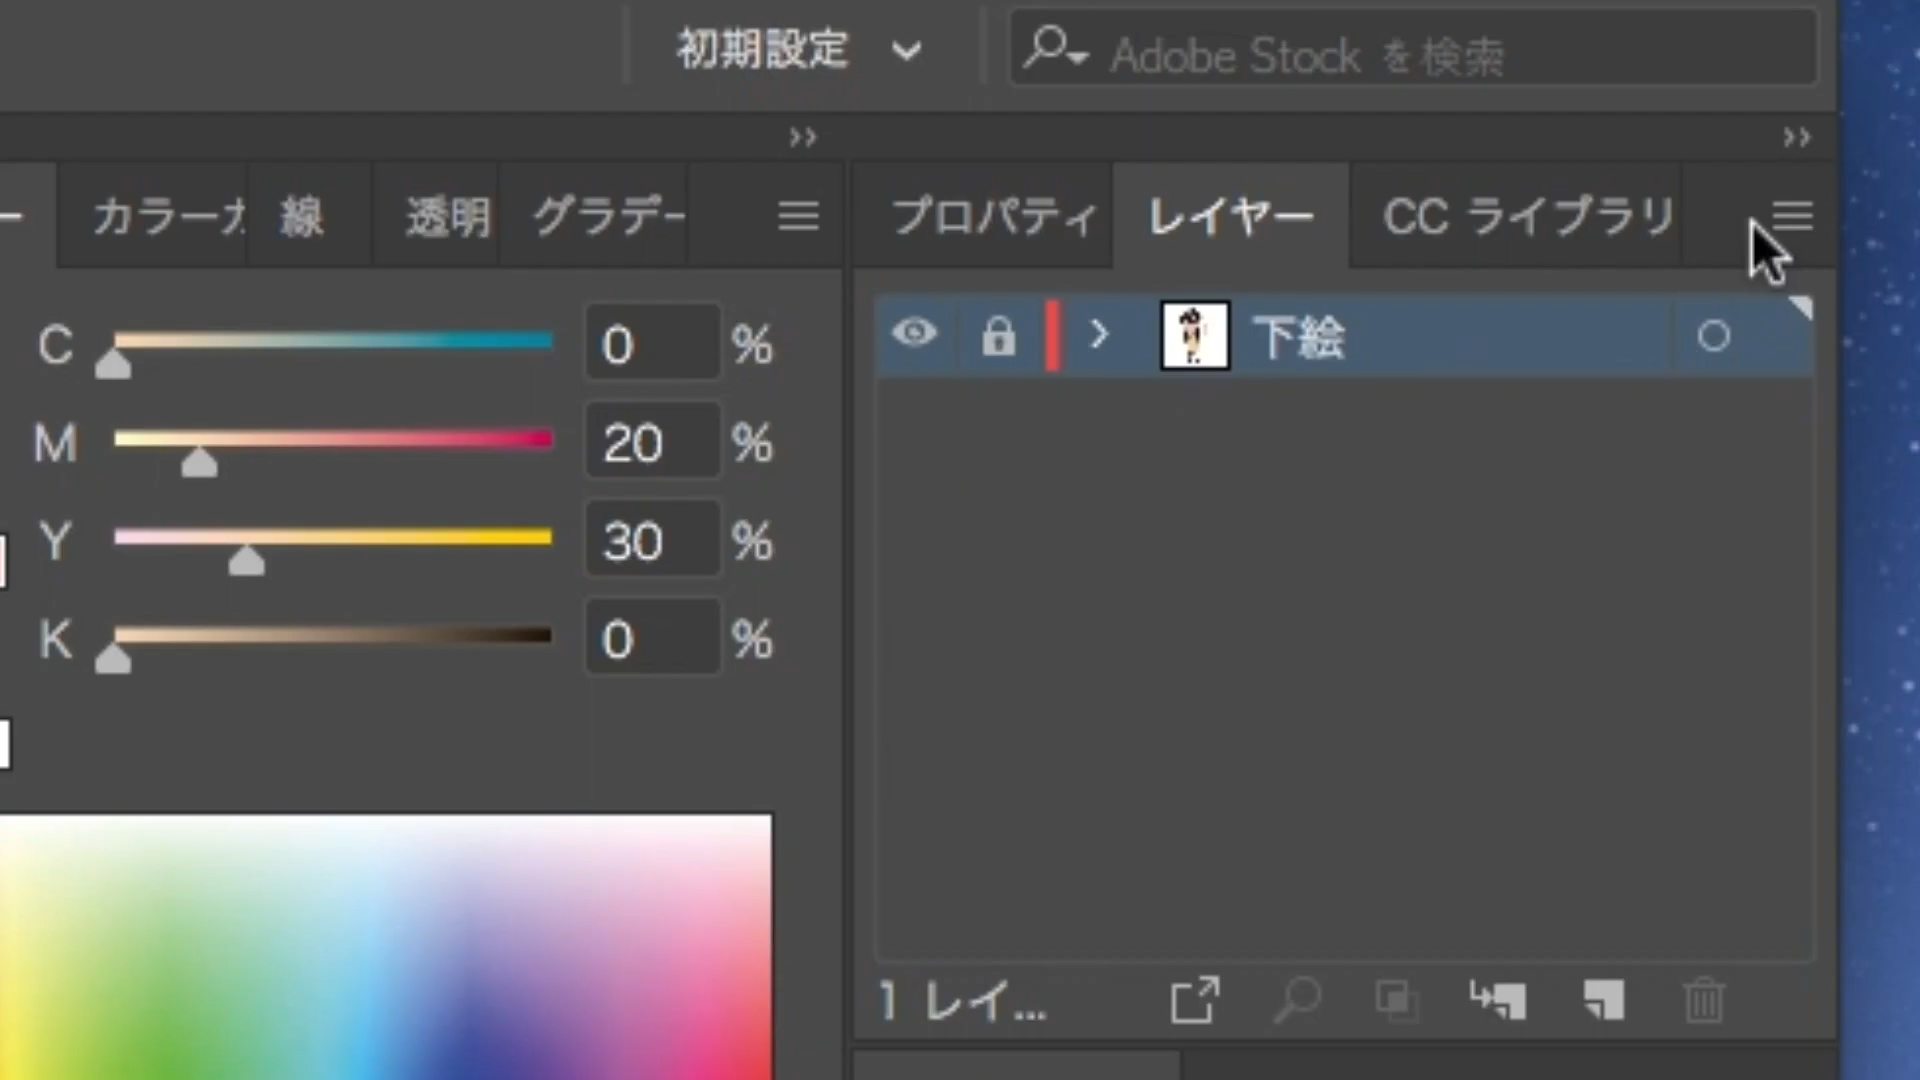 初期設定
Adobe Stock を検索
カラーガ
線
透明
グラデー
プロパティ
レイヤー
CC ライブラリ
C 0 %
M 20 %
Y 30 %
K 0 %
下絵
1 レイ...